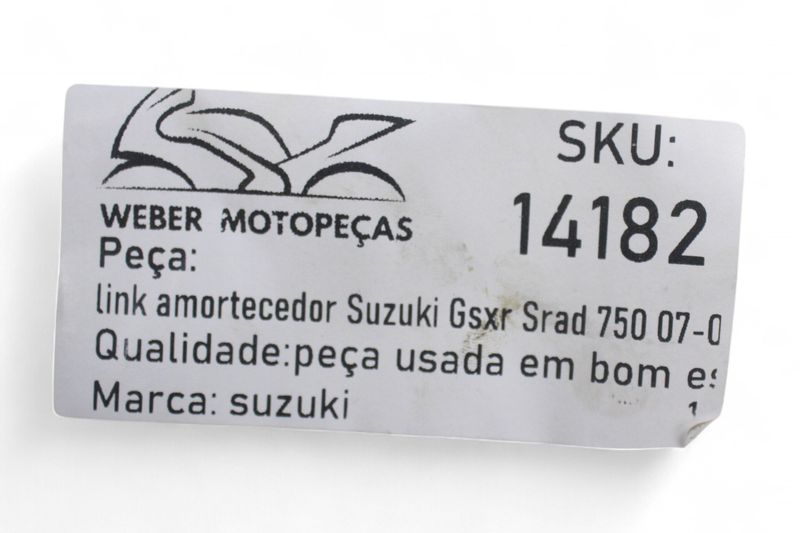 WEBER MOTOPEÇAS
SKU:
14182
Peça:
link amortecedor Suzuki Gsxr Srad 750 07-0
Qualidade:peça usada em bom es
Marca: suzuki